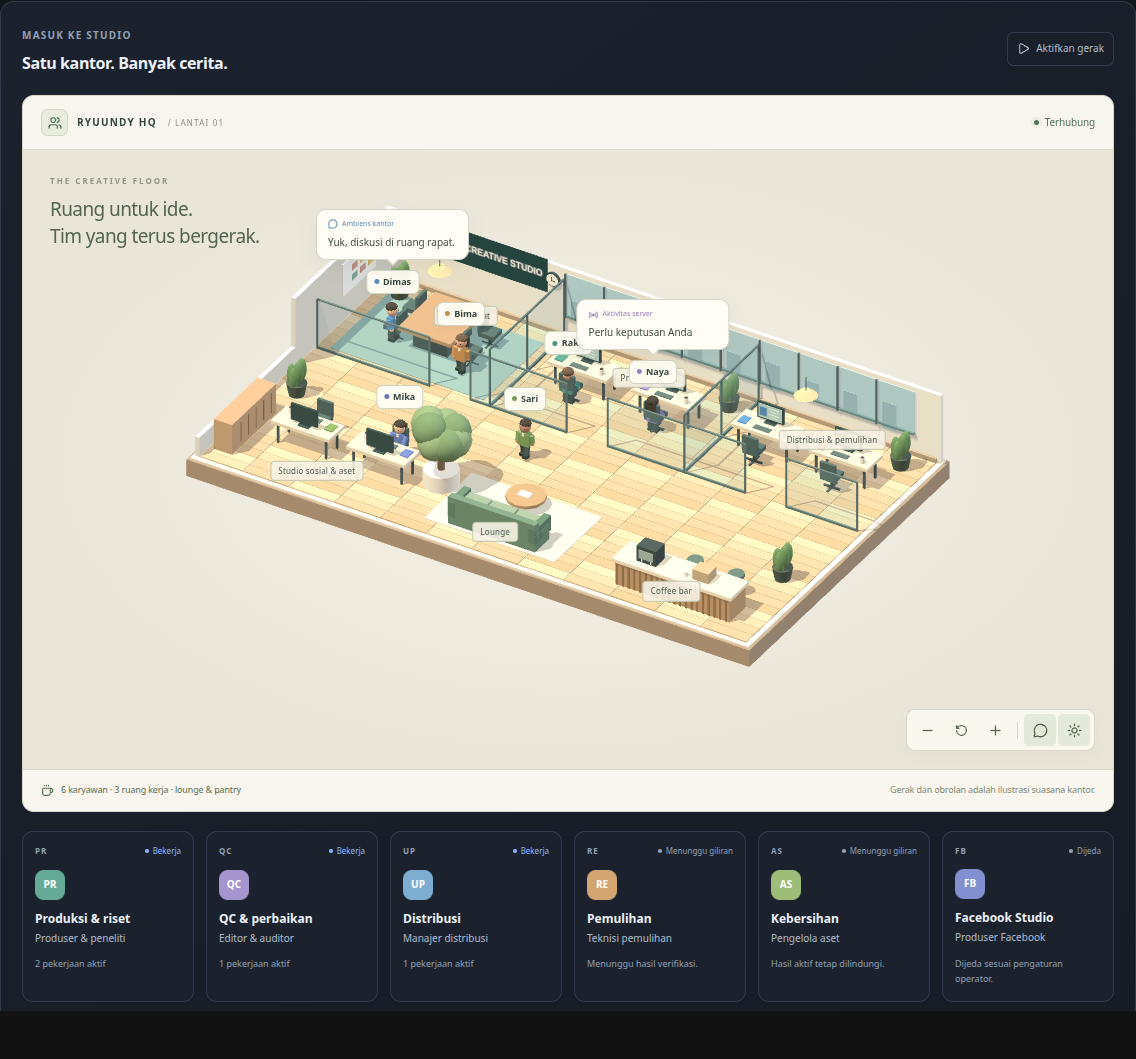 MASUK KE STUDIO
Satu kantor. Banyak cerita.
Aktifkan gerak
RYUUNDY HQ / LANTAI 01
Terhubung
THE CREATIVE FLOOR
Ruang untuk ide.
Tim yang terus bergerak.
Ambiens kantor
Yuk, diskusi di ruang rapat.
CREATIVE STUDIO
Dimas
Bima
Aktivitas server
Perlu keputusan Anda
Naya
Mika
Sari
Distribusi & pemulihan
Studio sosial & aset
Lounge
Coffee bar
6 karyawan · 3 ruang kerja · lounge & pantry
Gerak dan obrolan adalah ilustrasi suasana kantor.
PR
Bekerja
PR
Produksi & riset
Produser & peneliti
2 pekerjaan aktif
QC
Bekerja
QC
QC & perbaikan
Editor & auditor
1 pekerjaan aktif
UP
Bekerja
UP
Distribusi
Manajer distribusi
1 pekerjaan aktif
RE
Menunggu giliran
RE
Pemulihan
Teknisi pemulihan
Menunggu hasil verifikasi.
AS
Menunggu giliran
AS
Kebersihan
Pengelola aset
Hasil aktif tetap dilindungi.
FB
Dijeda
FB
Facebook Studio
Produser Facebook
Dijeda sesuai pengaturan
operator.